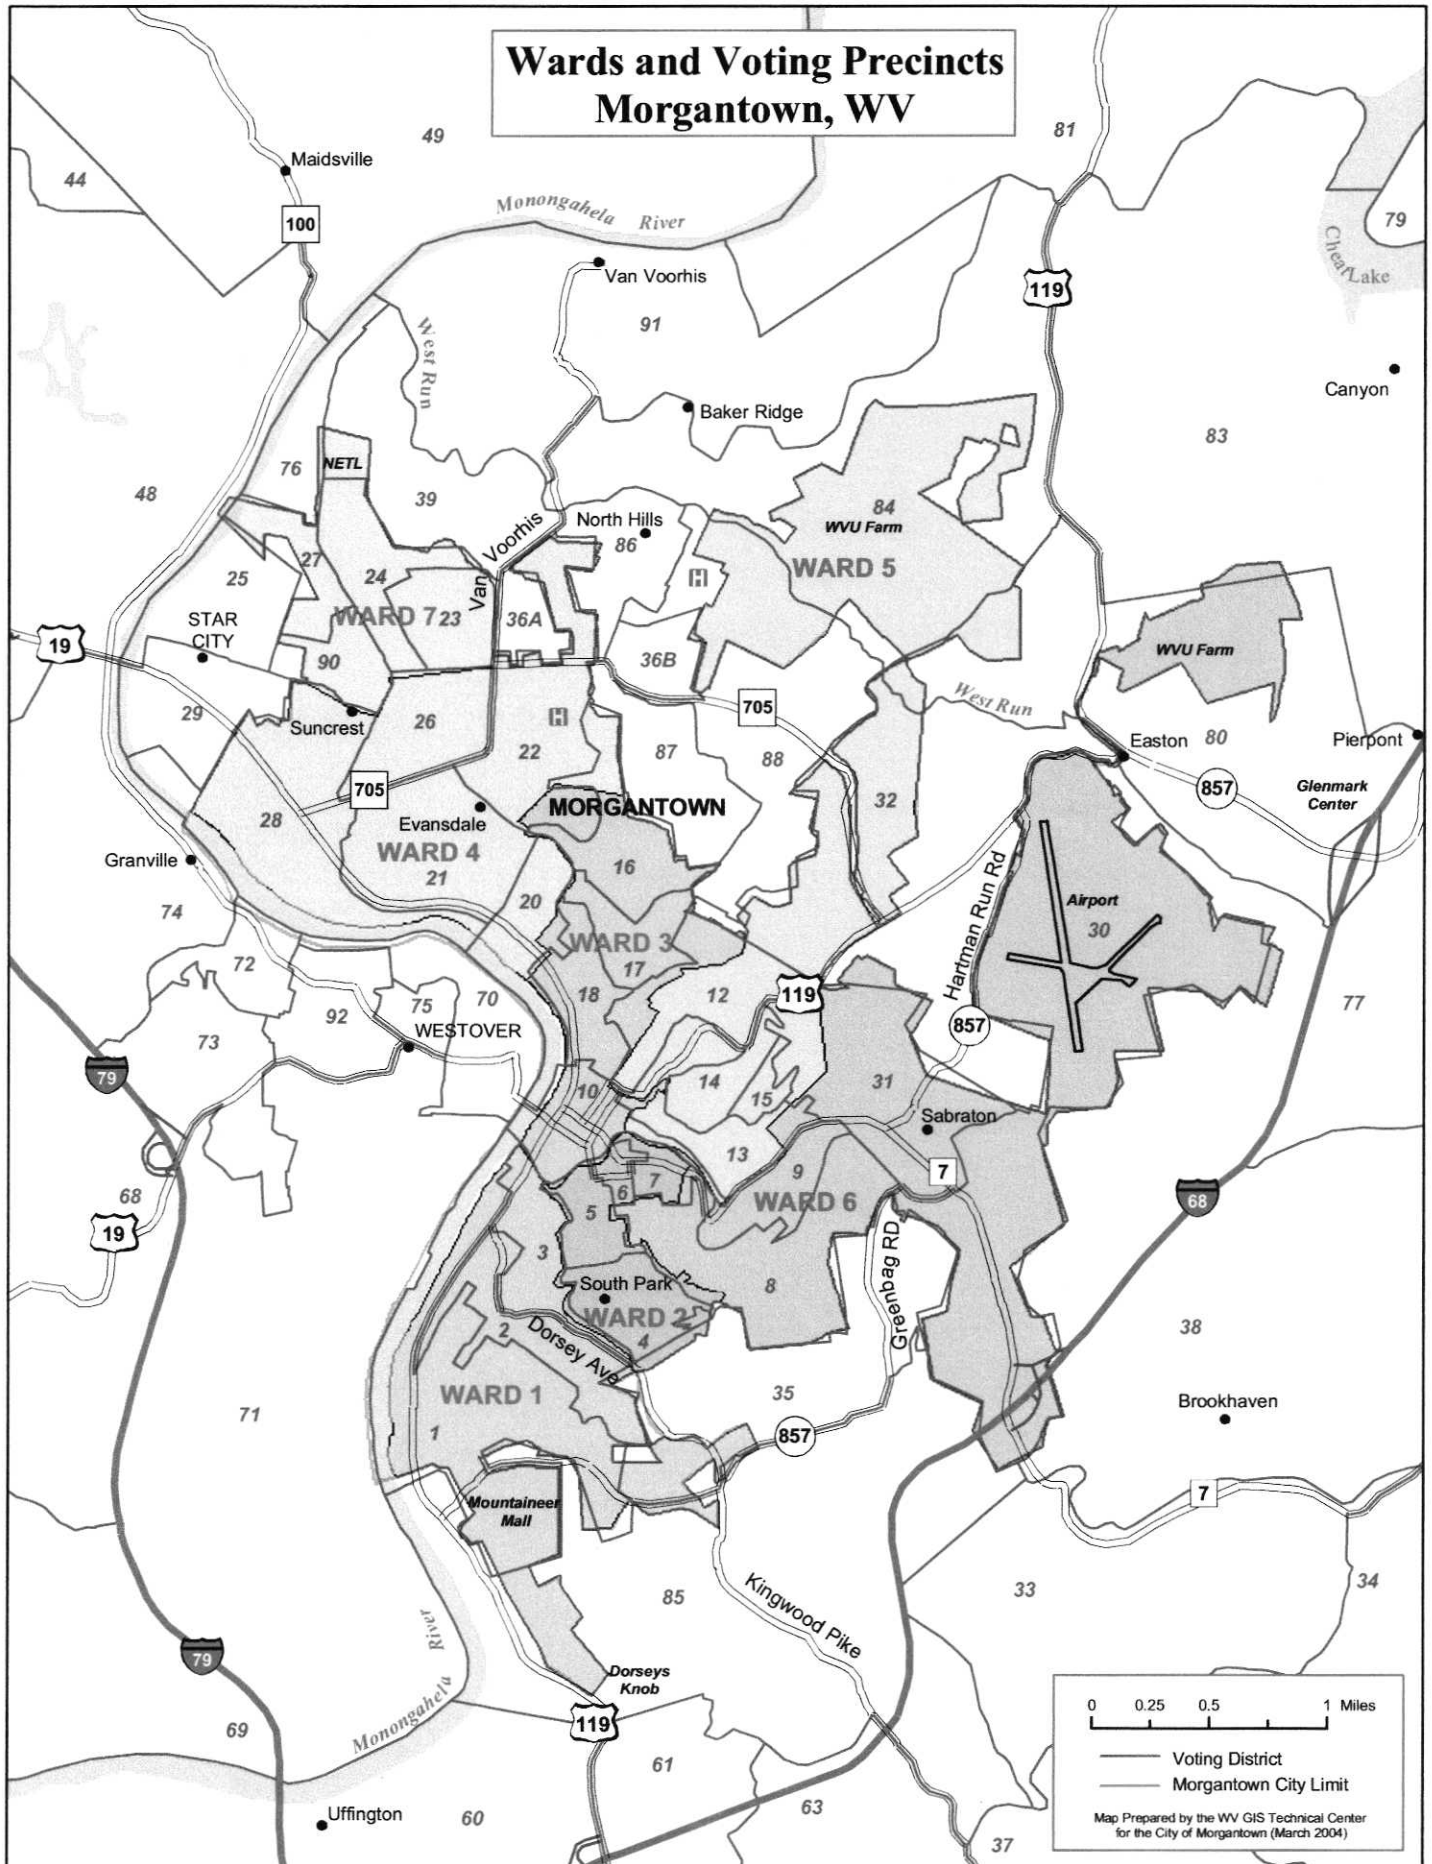 Wards and Voting Precincts
Morgantown, WV
49
81
44
Maidsville
100
Monongahela River
79
Cheat Lake
Van Voorhis
119
91
West Run
Canyon
Baker Ridge
83
76
NETL
48
39
84
WVU Farm
North Hills
86
Van Voorhis
H
WARD 5
27
25
24
WARD 7
23
36A
STAR
CITY
19
90
36B
WVU Farm
West Run
705
29
Suncrest
26
H
22
87
88
Easton
80
Pierpont
857
Glenmark
Center
705
MORGANTOWN
32
28
Evansdale
WARD 4
21
Granville
16
20
Hartman Run Rd
Airport
30
74
WARD 3
17
72
18
12
119
70
75
92
WESTOVER
857
77
73
79
10
14
15
31
Sabraton
13
9
7
6
7
WARD 6
68
68
19
5
3
Greenbag RD
South Park
8
WARD 2
4
2
Dorsey Ave
38
WARD 1
35
71
1
Brookhaven
857
Mountaineer
Mall
7
85
33
34
Kingwood Pike
79
Monongahela River
Dorseys
Knob
119
69
61
0 0.25 0.5 1 Miles
Voting District
Morgantown City Limit
Map Prepared by the WV GIS Technical Center
for the City of Morgantown (March 2004)
Uffington
60
63
37